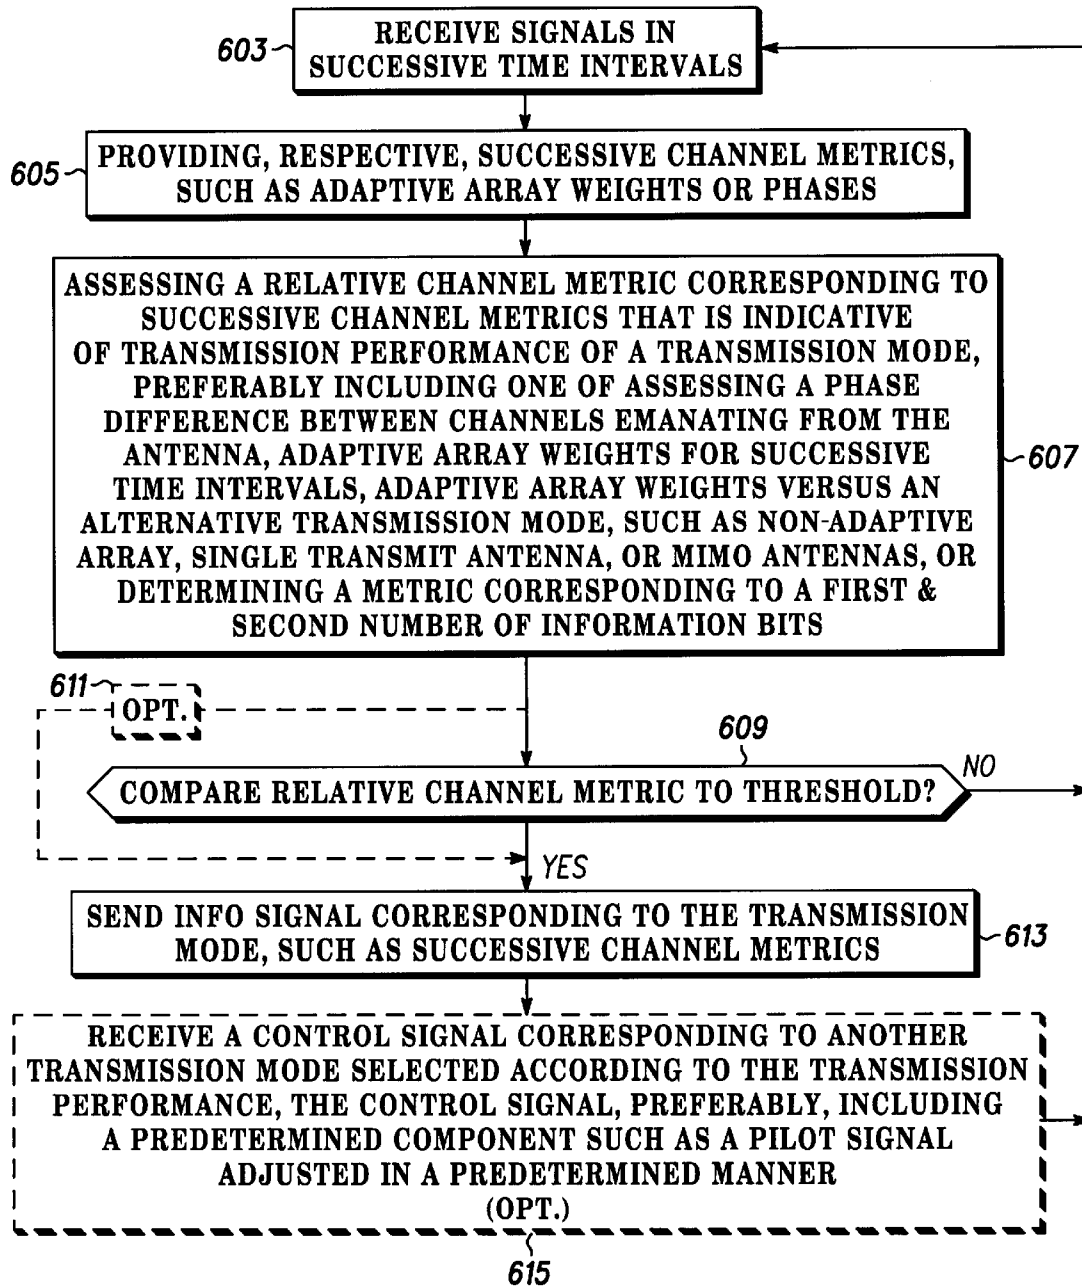 603
RECEIVE SIGNALS IN
SUCCESSIVE TIME INTERVALS
605
PROVIDING, RESPECTIVE, SUCCESSIVE CHANNEL METRICS,
SUCH AS ADAPTIVE ARRAY WEIGHTS OR PHASES
ASSESSING A RELATIVE CHANNEL METRIC CORRESPONDING TO
SUCCESSIVE CHANNEL METRICS THAT IS INDICATIVE
OF TRANSMISSION PERFORMANCE OF A TRANSMISSION MODE,
PREFERABLY INCLUDING ONE OF ASSESSING A PHASE
DIFFERENCE BETWEEN CHANNELS EMANATING FROM THE
ANTENNA, ADAPTIVE ARRAY WEIGHTS FOR SUCCESSIVE
TIME INTERVALS, ADAPTIVE ARRAY WEIGHTS VERSUS AN
ALTERNATIVE TRANSMISSION MODE, SUCH AS NON-ADAPTIVE
ARRAY, SINGLE TRANSMIT ANTENNA, OR MIMO ANTENNAS, OR
DETERMINING A METRIC CORRESPONDING TO A FIRST &
SECOND NUMBER OF INFORMATION BITS
607
611
OPT.
609
COMPARE RELATIVE CHANNEL METRIC TO THRESHOLD?
NO
YES
SEND INFO SIGNAL CORRESPONDING TO THE TRANSMISSION
MODE, SUCH AS SUCCESSIVE CHANNEL METRICS
613
RECEIVE A CONTROL SIGNAL CORRESPONDING TO ANOTHER
TRANSMISSION MODE SELECTED ACCORDING TO THE TRANSMISSION
PERFORMANCE, THE CONTROL SIGNAL, PREFERABLY, INCLUDING
A PREDETERMINED COMPONENT SUCH AS A PILOT SIGNAL
ADJUSTED IN A PREDETERMINED MANNER
(OPT.)
615